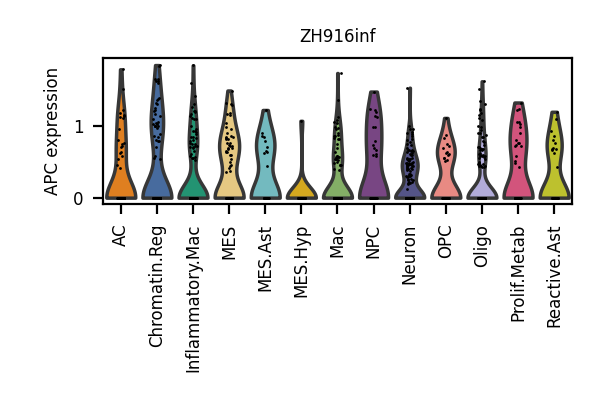 ZH916inf
APC expression
1
0
AC
Chromatin.Reg
Inflammatory.Mac
MES
MES.Ast
MES.Hyp
Mac
NPC
Neuron
OPC
Oligo
Prolif.Metab
Reactive.Ast